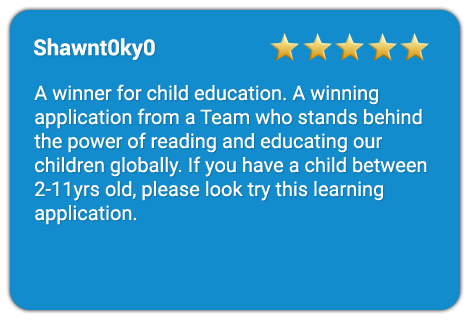 Shawnt0ky0
A winner for child education. A winning
application from a Team who stands behind
the power of reading and educating our
children globally. If you have a child between
2-11yrs old, please look try this learning
application.